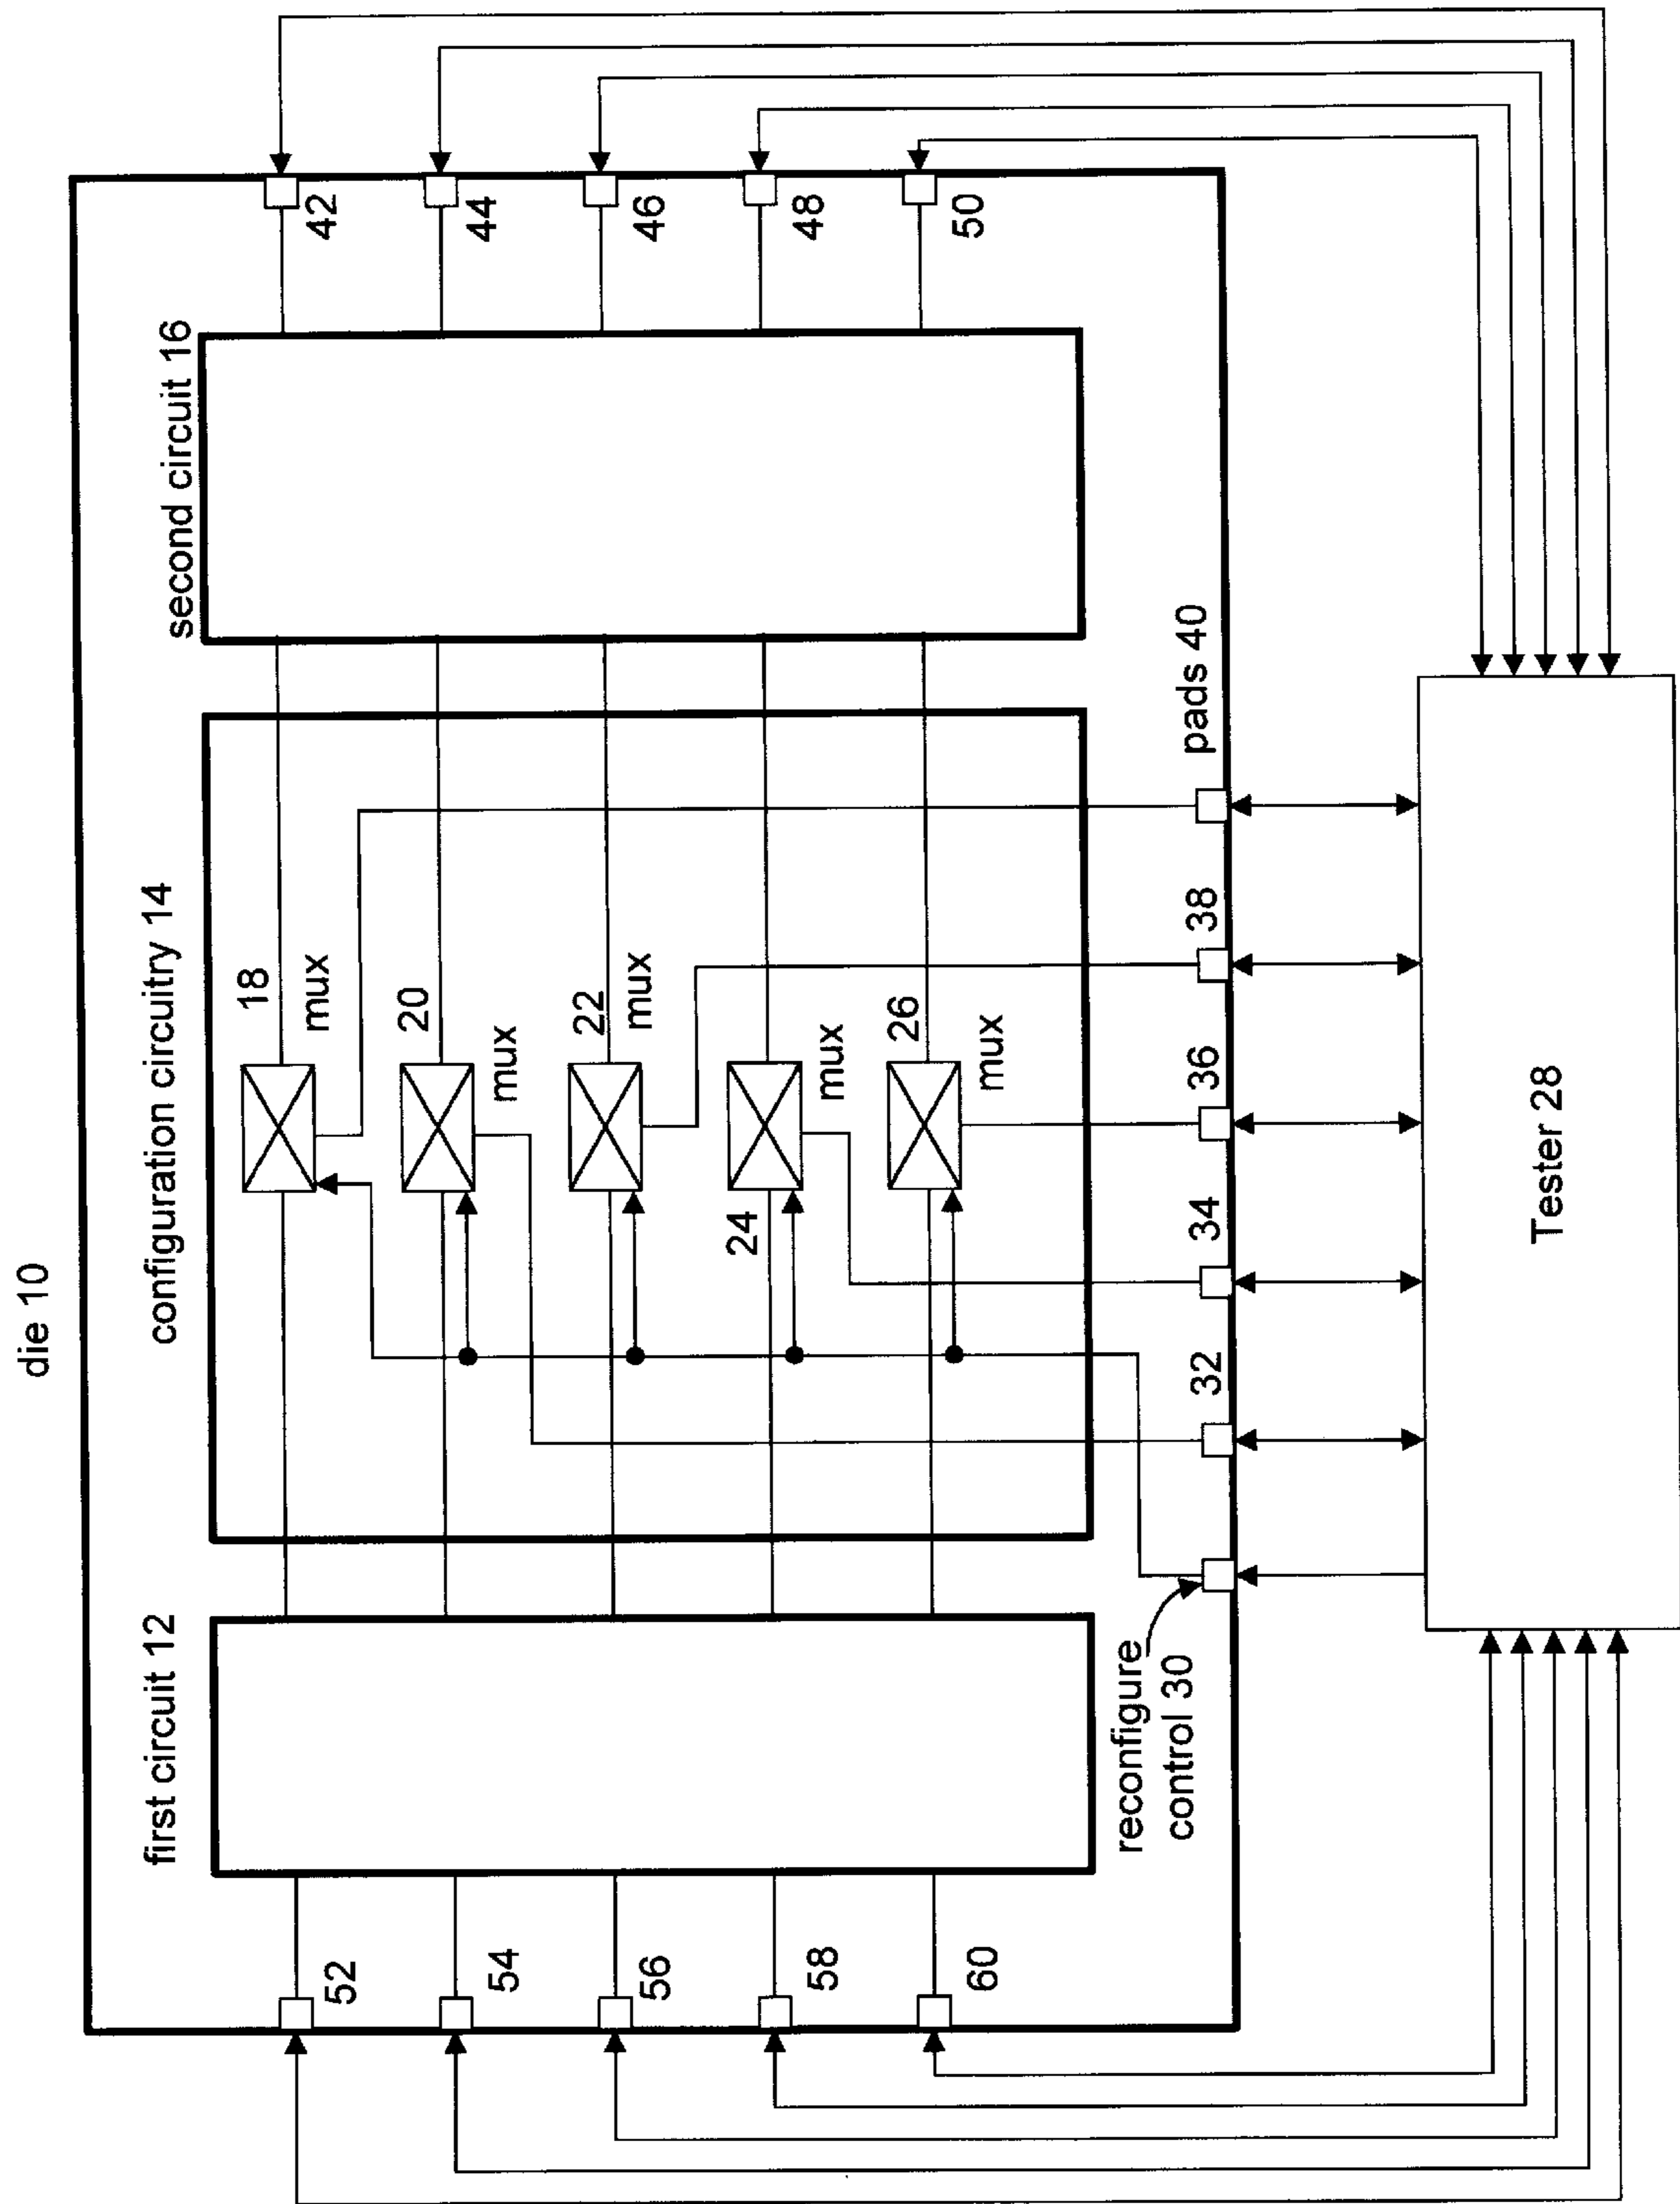 die 10
first circuit 12
configuration circuitry 14
second circuit 16
18
mux
20
mux
22
mux
24
mux
26
mux
52
54
56
58
60
42
44
46
48
50
reconfigure
control 30
32
34
36
38
pads 40
Tester 28